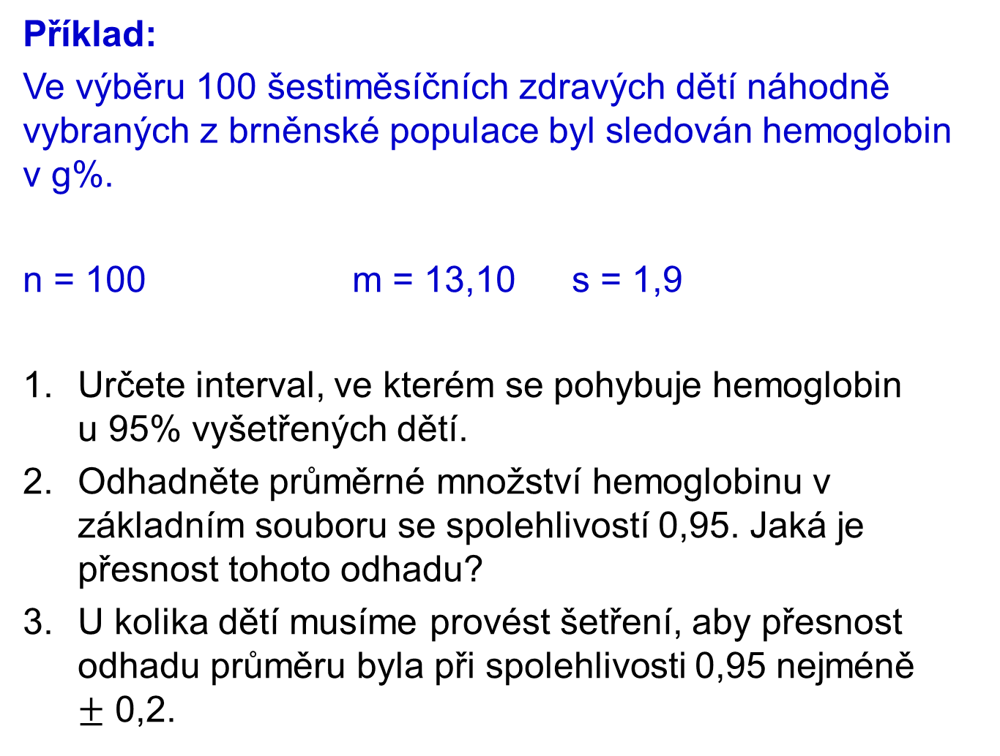 Příklad:
Ve výběru 100 šestiměsíčních zdravých dětí náhodně
vybraných z brněnské populace byl sledován hemoglobin
v g%.
n = 100 m = 13,10 s = 1,9
1. Určete interval, ve kterém se pohybuje hemoglobin
u 95% vyšetřených dětí.
2. Odhadněte průměrné množství hemoglobinu v
základním souboru se spolehlivostí 0,95. Jaká je
přesnost tohoto odhadu?
3. U kolika dětí musíme provést šetření, aby přesnost
odhadu průměru byla při spolehlivosti 0,95 nejméně
± 0,2.